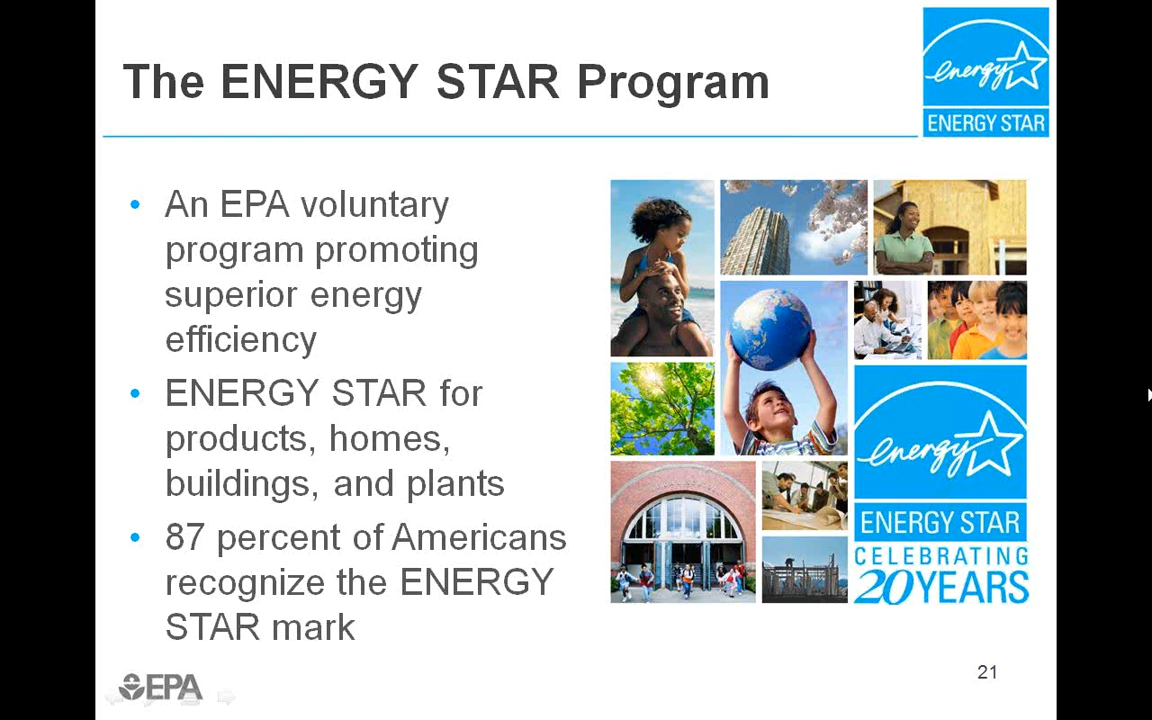 The ENERGY STAR Program
energy
ENERGY STAR
• An EPA voluntary
program promoting
superior energy
efficiency
• ENERGY STAR for
products, homes,
buildings, and plants
• 87 percent of Americans
recognize the ENERGY
STAR mark
energy
ENERGY STAR
CELEBRATING
20 YEARS
EPA
21